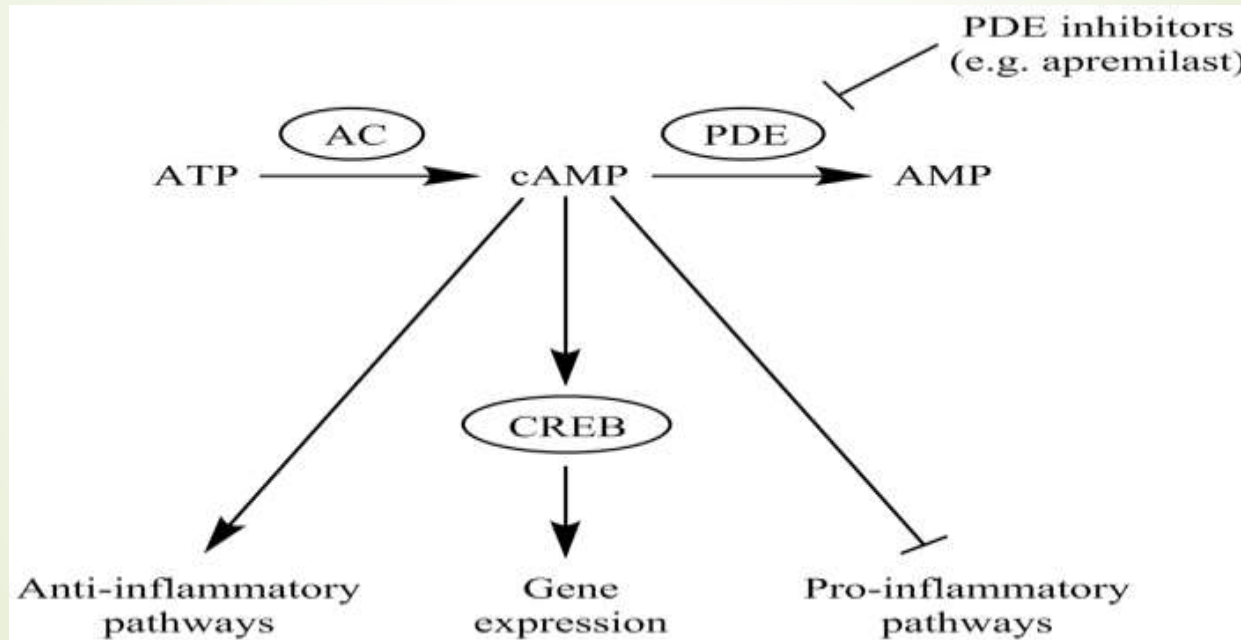 PDE inhibitors
(e.g. apremilast)
AC
PDE
ATP
cAMP
AMP
CREB
Anti-inflammatory
pathways
Gene
expression
Pro-inflammatory
pathways